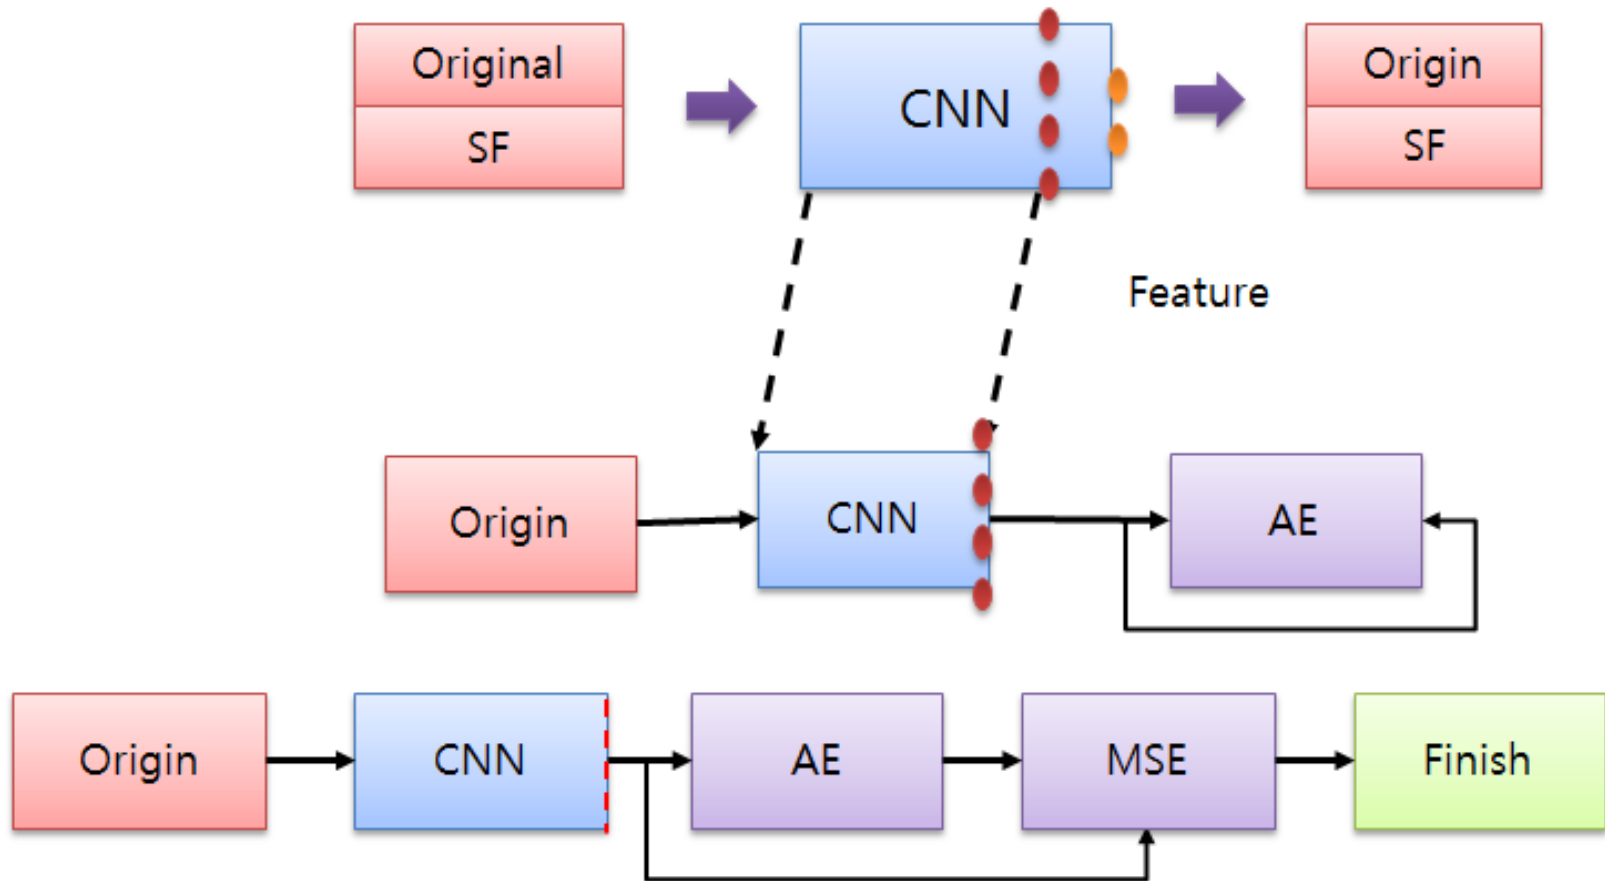 Original
SF
CNN
Origin
SF
Feature
Origin
CNN
AE
Origin
CNN
AE
MSE
Finish